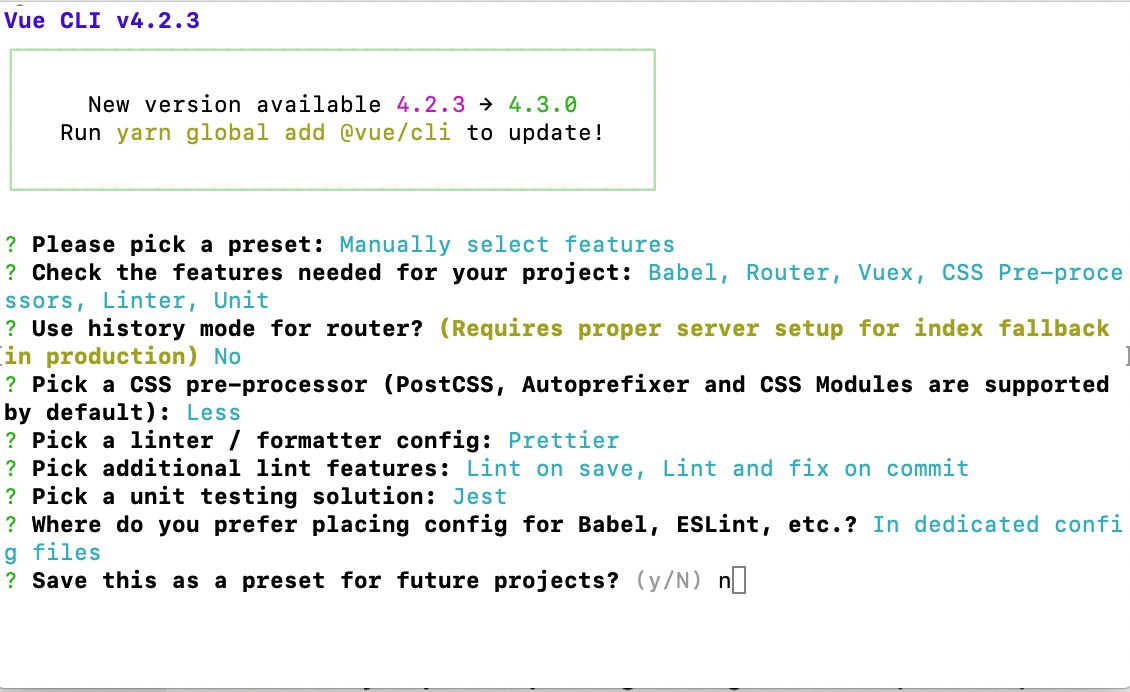 Vue CLI v4.2.3
New version available 4.2.3 → 4.3.0
Run yarn global add @vue/cli to update!
? Please pick a preset: Manually select features
? Check the features needed for your project: Babel, Router, Vuex, CSS Pre-proce
ssors, Linter, Unit
? Use history mode for router? (Requires proper server setup for index fallback
[in production) No ]
? Pick a CSS pre-processor (PostCSS, Autoprefixer and CSS Modules are supported
by default): Less
? Pick a linter / formatter config: Prettier
? Pick additional lint features: Lint on save, Lint and fix on commit
? Pick a unit testing solution: Jest
? Where do you prefer placing config for Babel, ESLint, etc.? In dedicated confi
g files
? Save this as a preset for future projects? (y/N) n